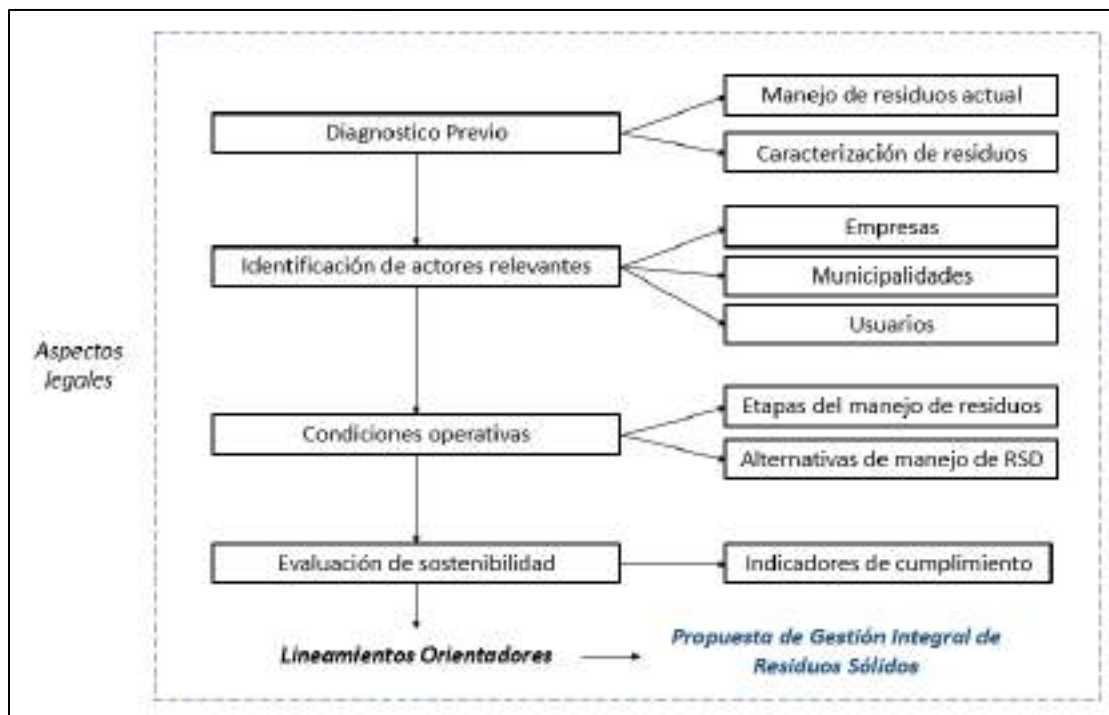 Manejo de residuos actual
Diagnostico Previo
Caracterización de residuos
Empresas
Identificación de actores relevantes
Municipalidades
Usuarios
Aspectos
legales
Etapas del manejo de residuos
Condiciones operativas
Alternativas de manejo de RSD
Evaluación de sostenibilidad
Indicadores de cumplimiento
Lineamientos Orientadores
Propuesta de Gestión Integral de
Residuos Sólidos